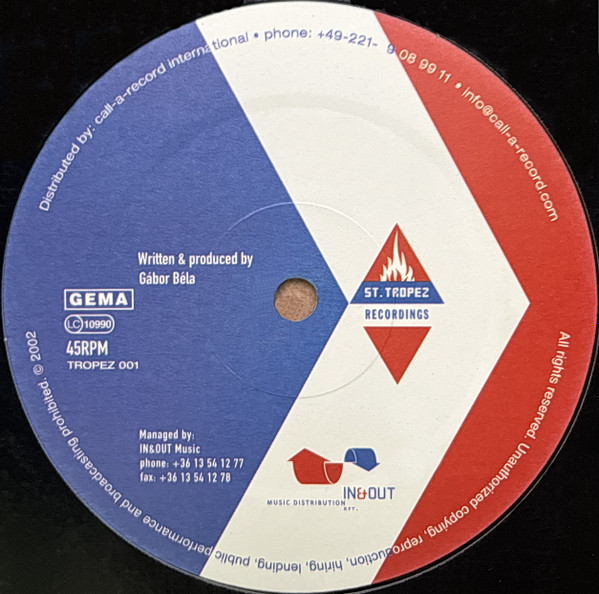 Distributed by: call-a-record international • phone: +49-221- 9 08 99 11 • info@call-a-record.com
Written & produced by
Gábor Béla
GEMA
LC 10990
45RPM
TROPEZ 001
ST. TROPEZ
RECORDINGS
Managed by:
IN&OUT Music
phone: +36 13 54 12 77
fax: +36 13 54 12 78
IN&OUT
MUSIC DISTRIBUTION
KFT.
All rights reserved. Unauthorized copying, reproduction, hiring, lending, public performance and broadcasting prohibited. © 2002